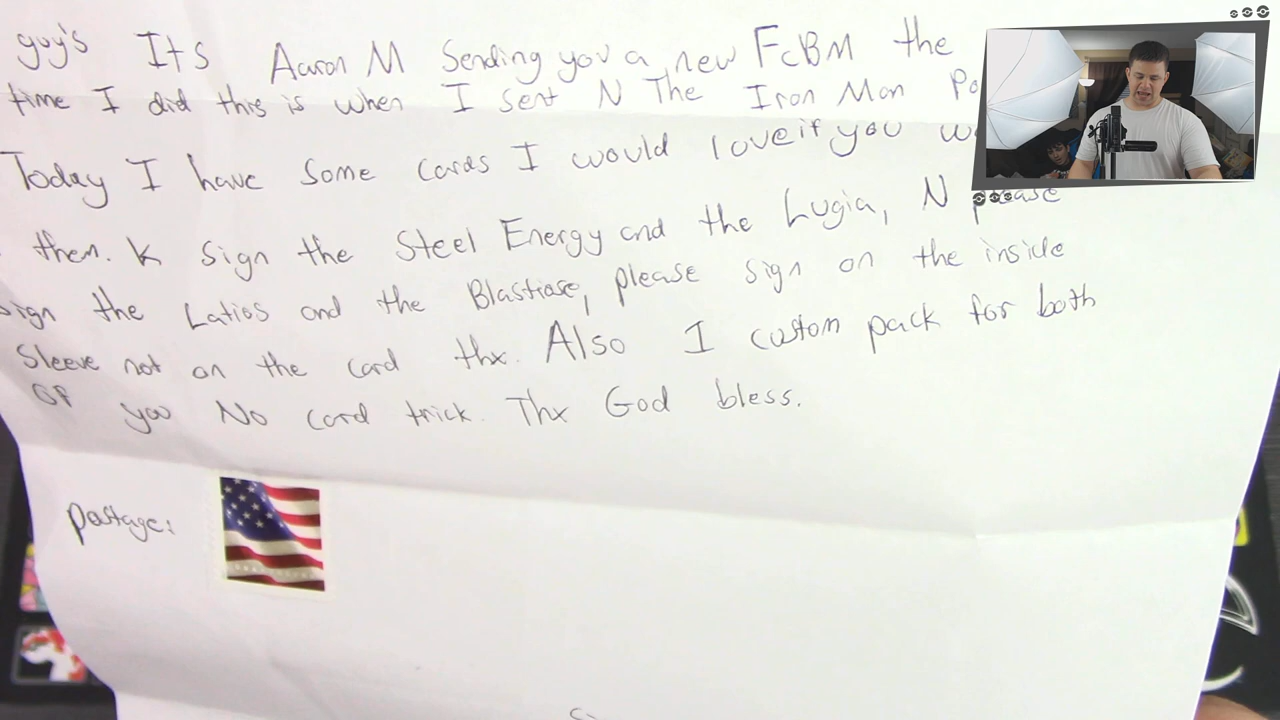 guy's Its Aaron M Sending you a new FcBM the
time I did this is when I sent N The Iron Man
Today I have some cards I would love if you
them. K sign the Steel Energy and the Lugia, N please
sign the Latios and the Blastiose, please sign on the inside
Sleeve not on the card thx. Also I custom pack for both
OF you No card trick. Thx God bless.
Postage: